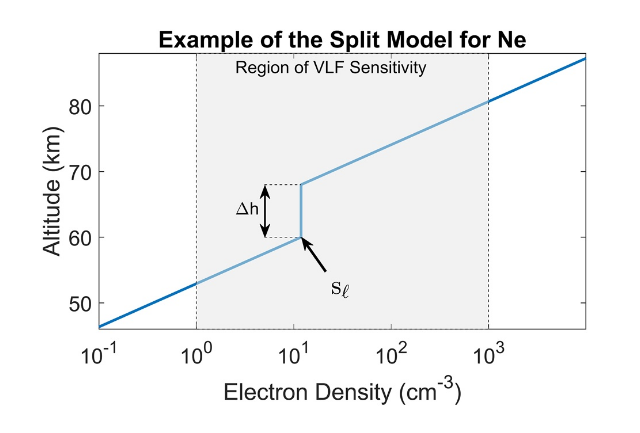 Example of the Split Model for Ne
Region of VLF Sensitivity
Altitude (km)
80
70
60
50
Δh
Sℓ
10⁻¹
10⁰
10¹
10²
10³
Electron Density (cm⁻³)